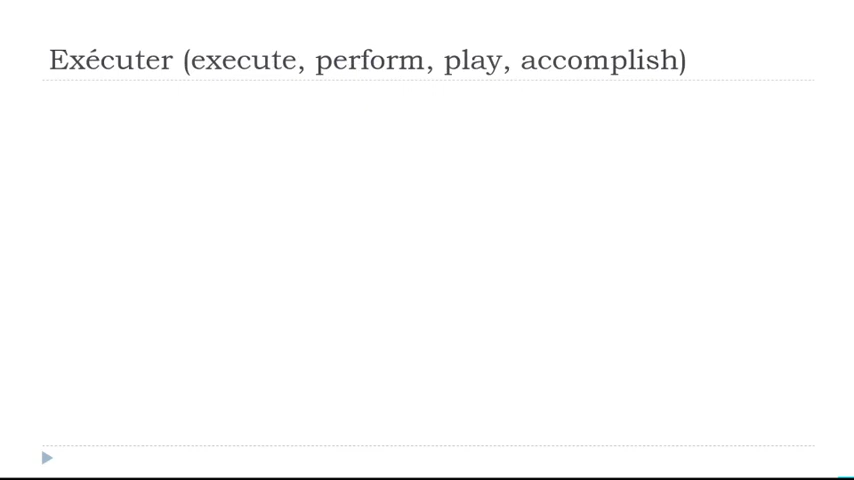 Exécuter (execute, perform, play, accomplish)